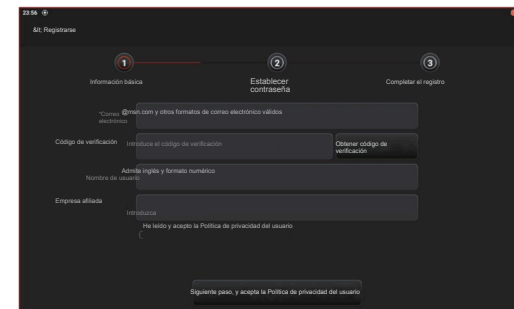 23:56
&lt; Registrarse
1
2
3
Información básica
Establecer
contraseña
Completar el registro
*Correo
electrónico
@msn.com y otros formatos de correo electrónico válidos
Código de verificación
Introduce el código de verificación
Obtener código de
verificación
Admite inglés y formato numérico
Nombre de usuario
Empresa afiliada
Introduzca
He leído y acepto la Política de privacidad del usuario
Siguiente paso, y acepta la Política de privacidad del usuario